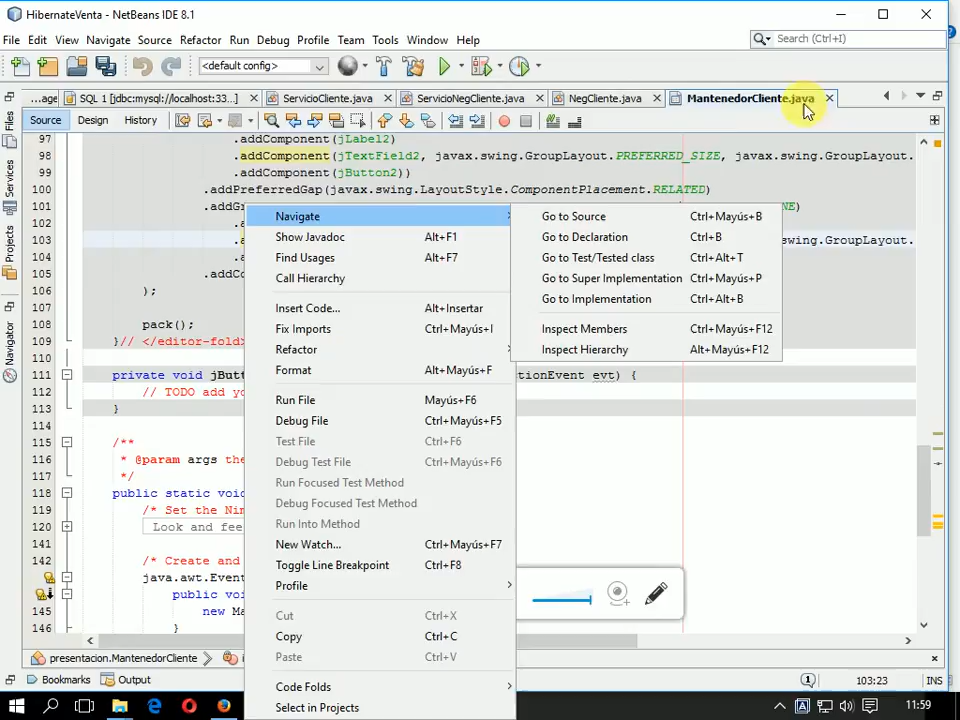 HibernateVenta - NetBeans IDE 8.1
File Edit View Navigate Source Refactor Run Debug Profile Team Tools Window Help
Search (Ctrl+I)
<default config>
...age SQL 1 [jdbc:mysql://localhost:33... ServicioCliente.java ServicioNegCliente.java NegCliente.java MantenedorCliente.java
Source Design History
97 .addComponent(jLabel2)
98 .addComponent(jTextField2, javax.swing.GroupLayout.PREFERRED_SIZE, javax.swing.GroupLayout.
99 .addComponent(jButton2))
100 .addPreferredGap(javax.swing.LayoutStyle.ComponentPlacement.RELATED)
101 .addG
102 .a
103 .a swing.GroupLayout.
104 .a
105 .addCo
106 );
107
108 pack();
109 }// </editor-fold>
110
111 private void jButt tionEvent evt) {
112 // TODO add yo
113 }
114
115 /**
116 * @param args the
117 */
118 public static void
119 /* Set the Nim
120 Look and fee
141
142 /* Create and
java.awt.Event
public voi
145 new Ma
146 }
Navigate
Show Javadoc Alt+F1
Find Usages Alt+F7
Call Hierarchy
Insert Code... Alt+Insertar
Fix Imports Ctrl+Mayús+I
Refactor
Format Alt+Mayús+F
Run File Mayús+F6
Debug File Ctrl+Mayús+F5
Test File Ctrl+F6
Debug Test File Ctrl+Mayús+F6
Run Focused Test Method
Debug Focused Test Method
Run Into Method
New Watch... Ctrl+Mayús+F7
Toggle Line Breakpoint Ctrl+F8
Profile
Cut Ctrl+X
Copy Ctrl+C
Paste Ctrl+V
Code Folds
Select in Projects
Go to Source Ctrl+Mayús+B
Go to Declaration Ctrl+B
Go to Test/Tested class Ctrl+Alt+T
Go to Super Implementation Ctrl+Mayús+P
Go to Implementation Ctrl+Alt+B
Inspect Members Ctrl+Mayús+F12
Inspect Hierarchy Alt+Mayús+F12
Files
Services
Projects
Navigator
presentacion.MantenedorCliente
Bookmarks Output
1 103:23 INS
11:59